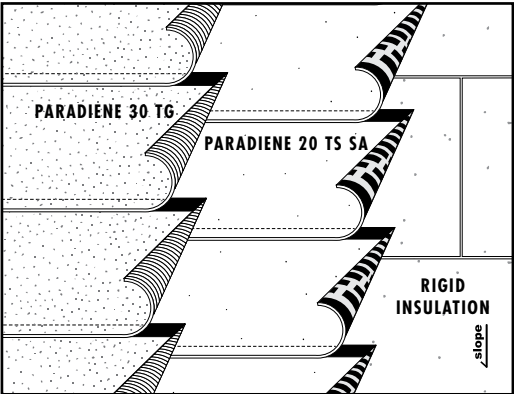 PARADIENE 30 TG
PARADIENE 20 TS SA
RIGID
INSULATION
slope